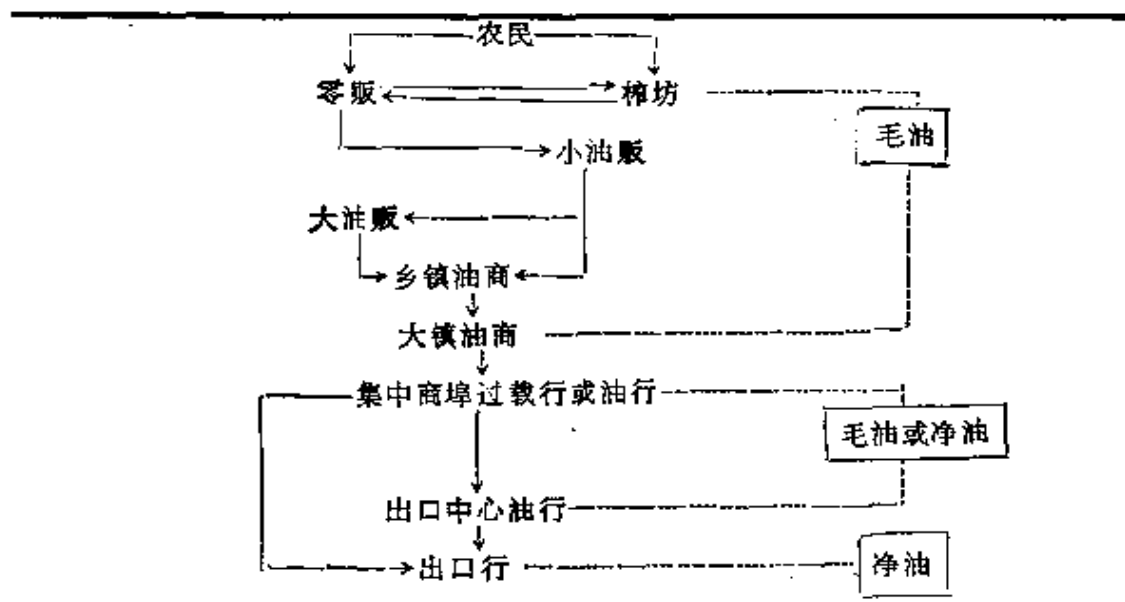 农民
零贩 榨坊
毛油
小油贩
大油贩
乡镇油商
大镇油商
集中商埠过载行或油行
毛油或净油
出口中心油行
出口行 净油